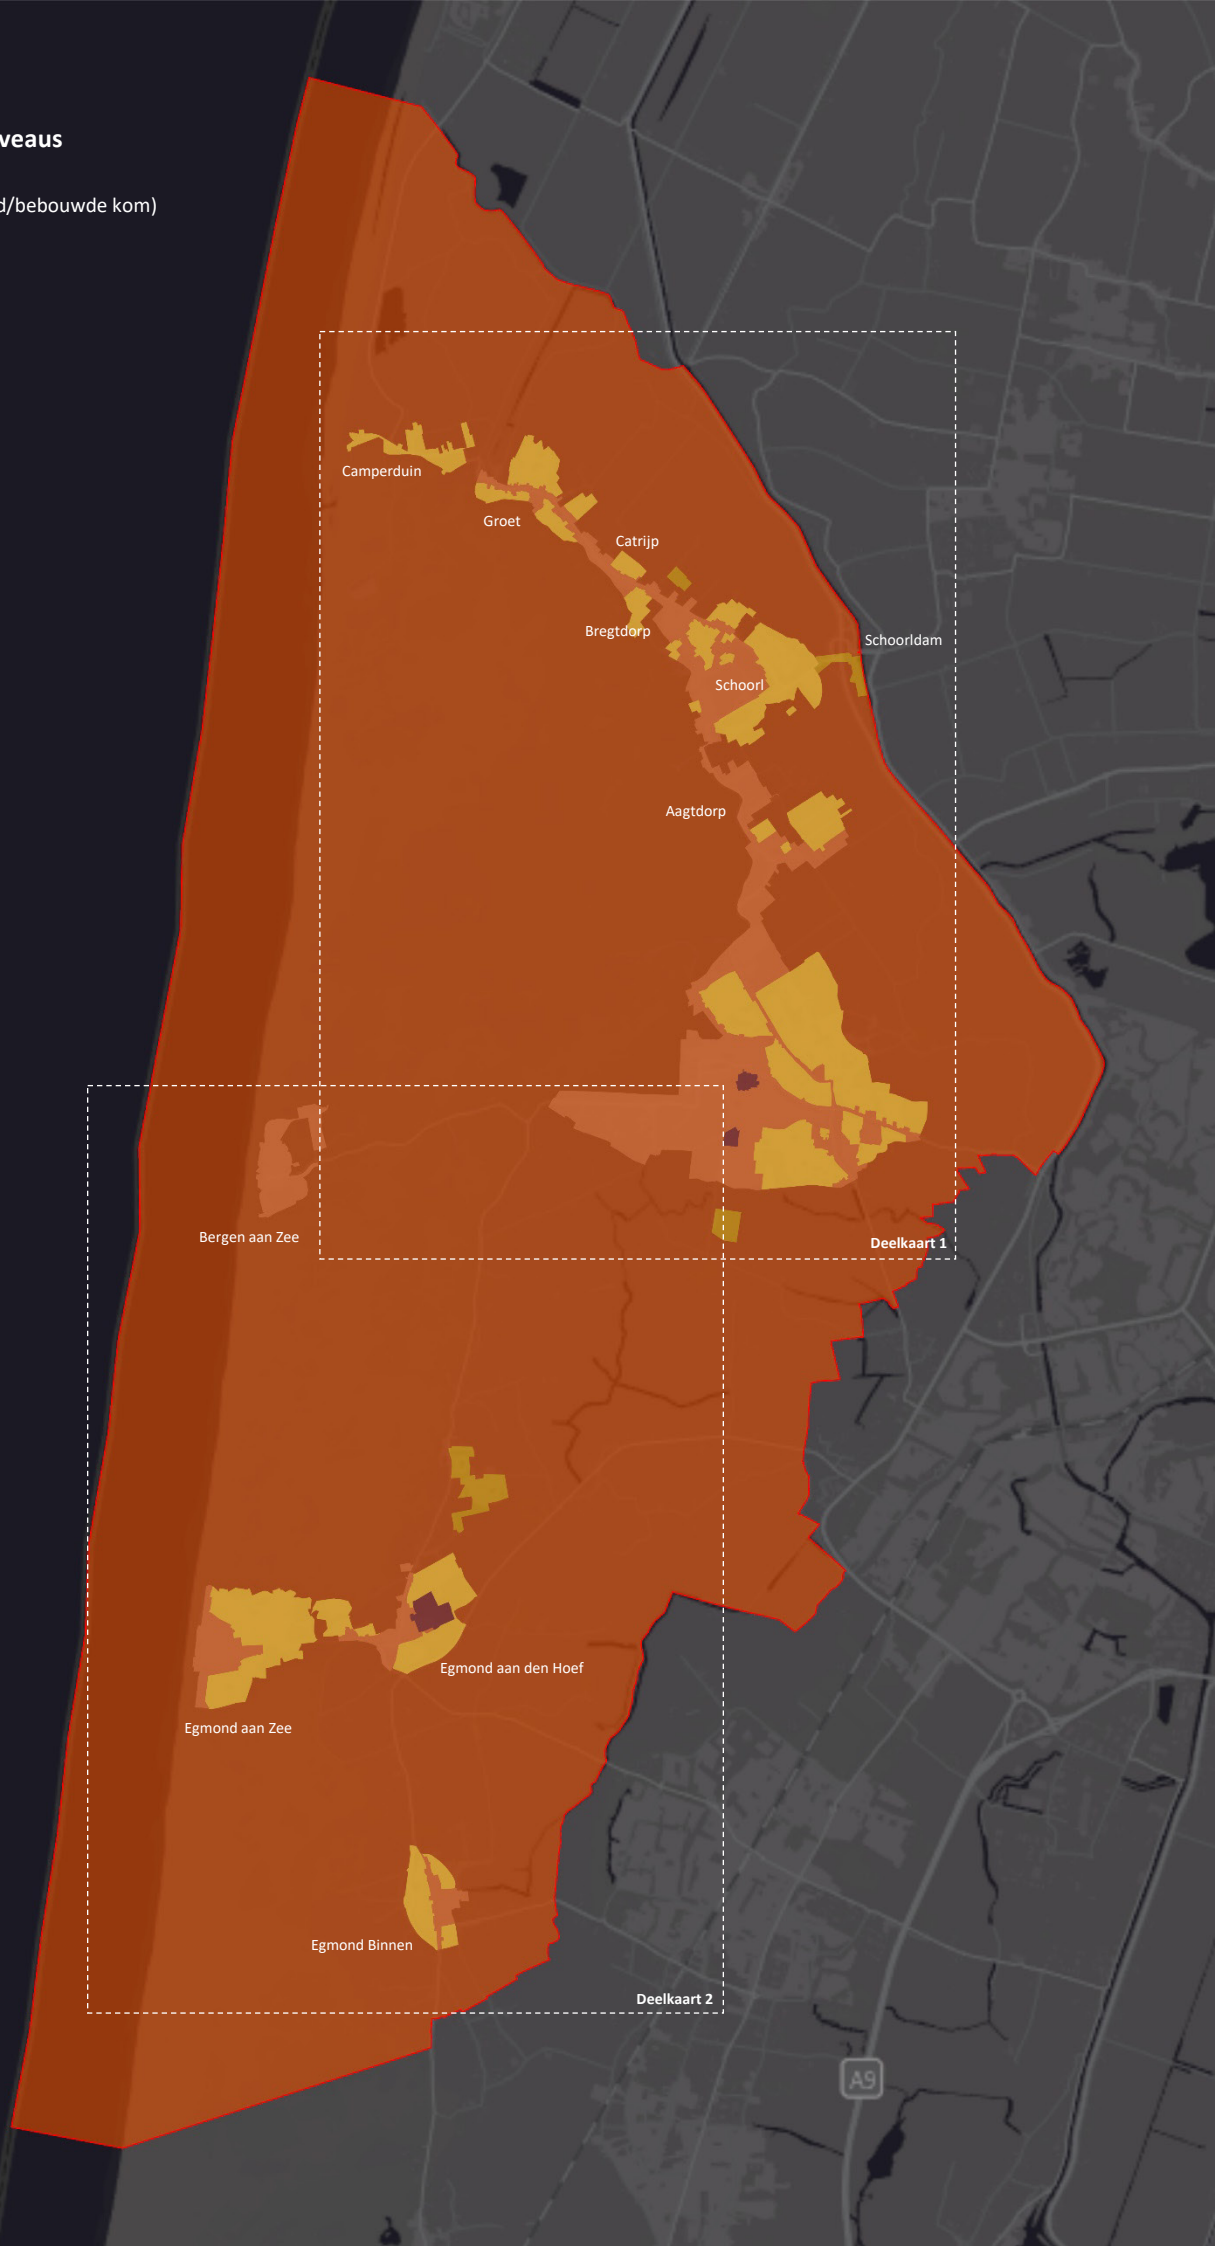 veaus
d/bebouwde kom)
Camperduin
Groet
Catrijp
Bregtdorp
Schoorldam
Schoorl
Aagtdorp
Bergen aan Zee
Deelkaart 1
Egmond aan den Hoef
Egmond aan Zee
Egmond Binnen
Deelkaart 2
A9